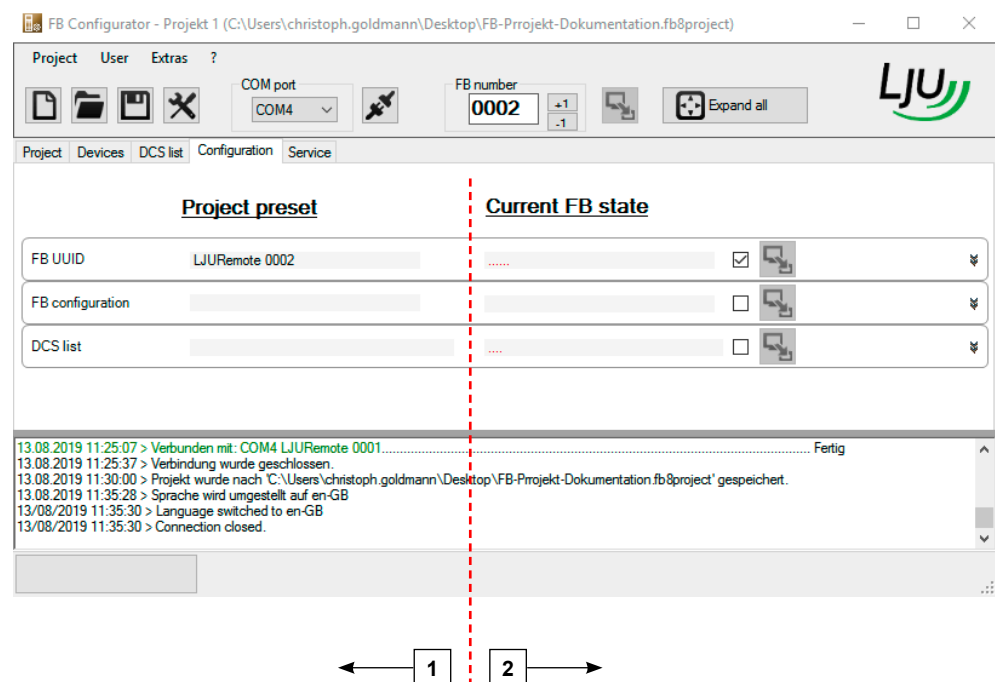 FB Configurator - Projekt 1 (C:\Users\christoph.goldmann\Desktop\FB-Prrojekt-Dokumentation.fb8project)
Project User Extras ?
COM port
COM4
FB number
0002
+1
-1
Expand all
LJU
Project Devices DCS list Configuration Service
Project preset Current FB state
FB UUID LJURemote 0002 ......
FB configuration
DCS list ....
13.08.2019 11:25:07 > Verbunden mit: COM4 LJURemote 0001.......................................................................................................... Fertig
13.08.2019 11:25:37 > Verbindung wurde geschlossen.
13.08.2019 11:30:00 > Projekt wurde nach 'C:\Users\christoph.goldmann\Desktop\FB-Prrojekt-Dokumentation.fb8project' gespeichert.
13.08.2019 11:35:28 > Sprache wird umgestellt auf en-GB
13/08/2019 11:35:30 > Language switched to en-GB
13/08/2019 11:35:30 > Connection closed.
1 2